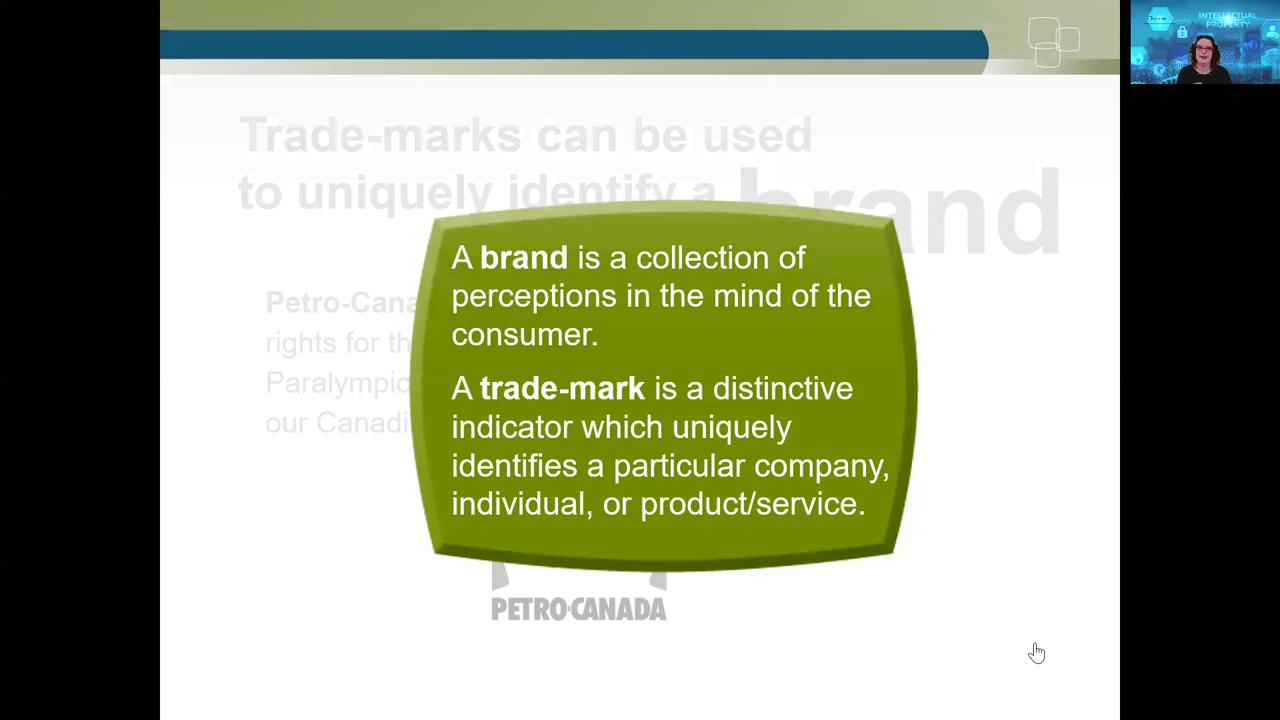 INTELLECTUAL
PROPERTY
Trade-marks can be used
to uniquely identify a brand
A brand is a collection of
perceptions in the mind of the
consumer.
A trade-mark is a distinctive
indicator which uniquely
identifies a particular company,
individual, or product/service.
rights for
Paralympic
our
PETRO-CANADA